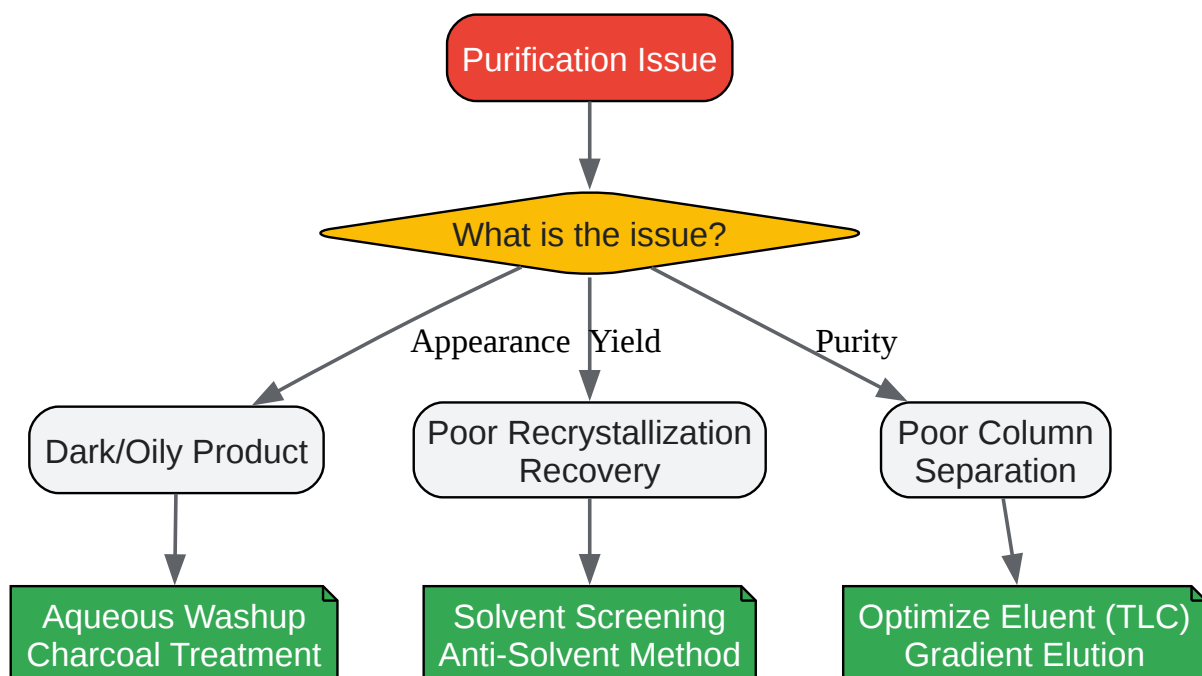 Purification Issue
What is the issue?
Appearance
Yield
Purity
Dark/Oily Product
Poor Recrystallization
Recovery
Poor Column
Separation
Aqueous Washup
Charcoal Treatment
Solvent Screening
Anti-Solvent Method
Optimize Eluent (TLC)
Gradient Elution